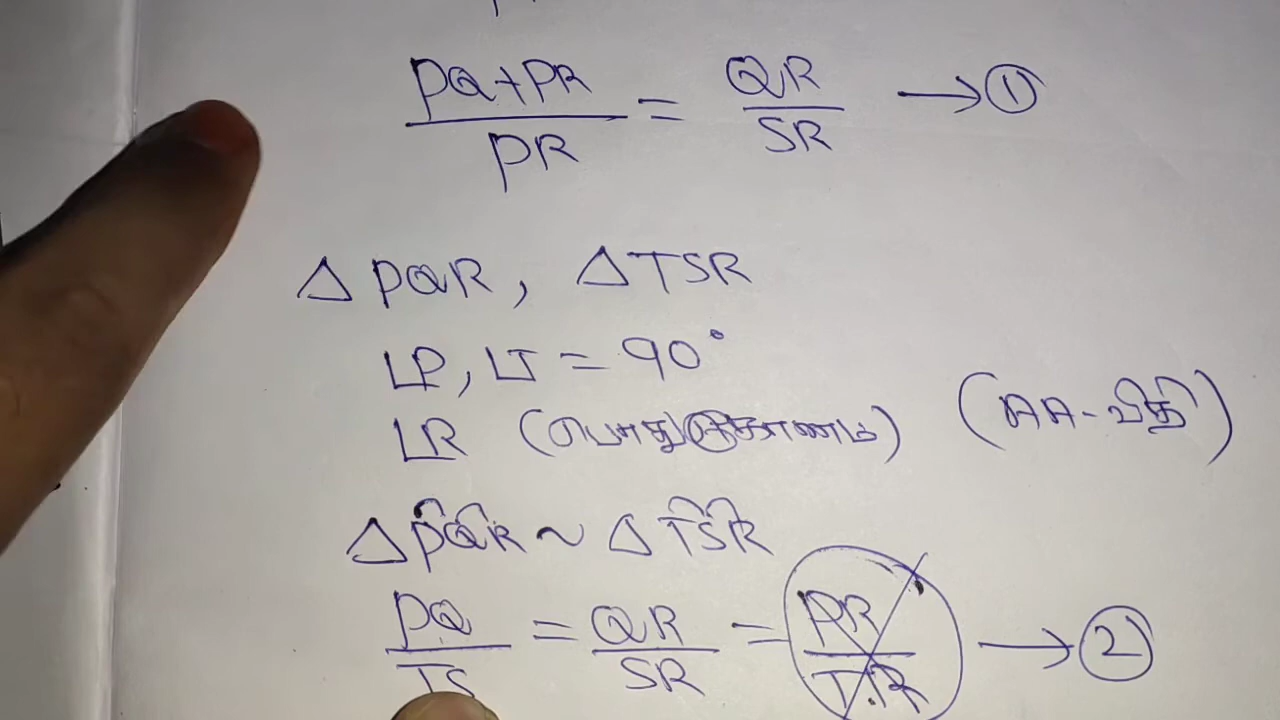 PQ+PR/PR = QR/SR → ①
Δ PQR, Δ TSR
∟P, ∟T = 90°
∟R (பொது கோணம்) (AA-விதி)
Δ PQR ~ Δ TSR
PQ/TS = QR/SR = PR/TR → ②